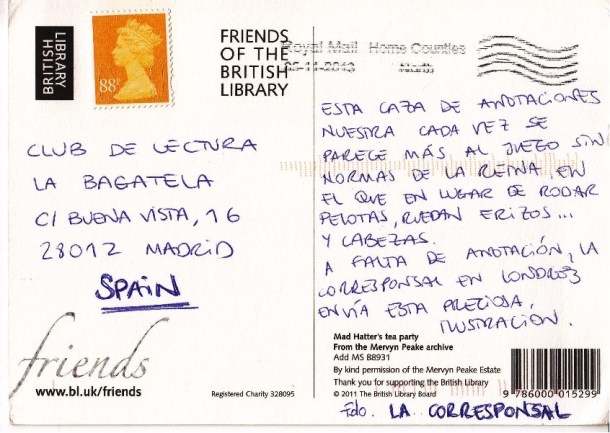 BRITISH
LIBRARY
88P
FRIENDS
OF THE
BRITISH
LIBRARY
Royal Mail Home Counties
North
CLUB DE LECTURA
LA BAGATELA
C/ BUENA VISTA, 16
28012 MADRID
SPAIN
ESTA CAZA DE ANOTACIONES
NUESTRA CADA VEZ SE
PARECE MÁS AL JUEGO SIN
NORMAS DE LA REINA, EN
EL QUE EN LUGAR DE RODAR
PELOTAS, RUEDAN ERIZOS...
Y CABEZAS.
A FALTA DE ANOTACIÓN, LA
CORRESPONSAL EN LONDRES
ENVÍA ESTA PRECIOSA
ILUSTRACIÓN.
friends
www.bl.uk/friends
Registered Charity 328095
Mad Hatter's tea party
From the Mervyn Peake archive
Add MS 88931
By kind permission of the Mervyn Peake Estate
Thank you for supporting the British Library
© 2011 The British Library Board
9 786000 015299
Fdo. LA CORRESPONSAL